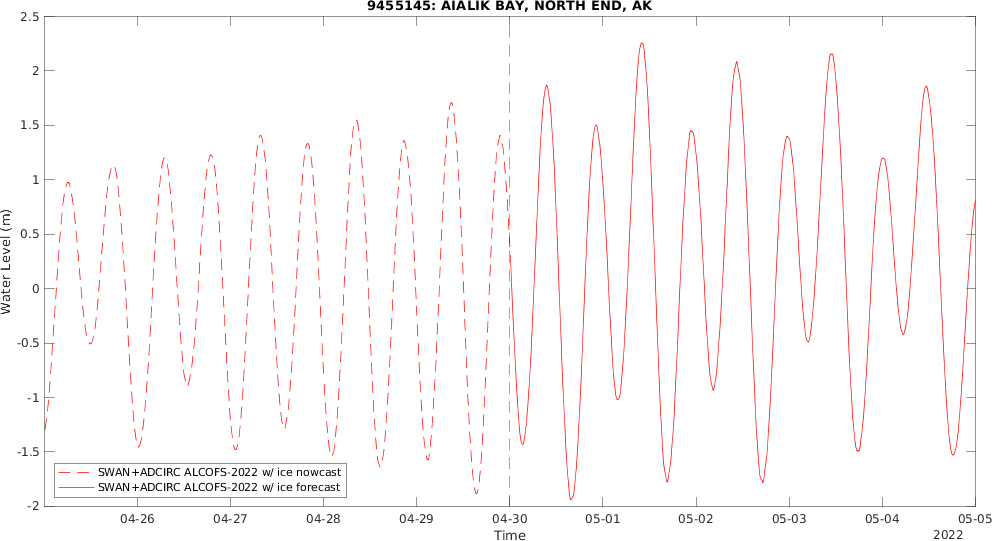 9455145: AIALIK BAY, NORTH END, AK
2.5
2
1.5
1
0.5
0
-0.5
-1
-1.5
-2
Water Level (m)
SWAN+ADCIRC ALCOFS-2022 w/ ice nowcast
SWAN+ADCIRC ALCOFS-2022 w/ ice forecast
04-26 04-27 04-28 04-29 04-30 05-01 05-02 05-03 05-04 05-05
Time
2022